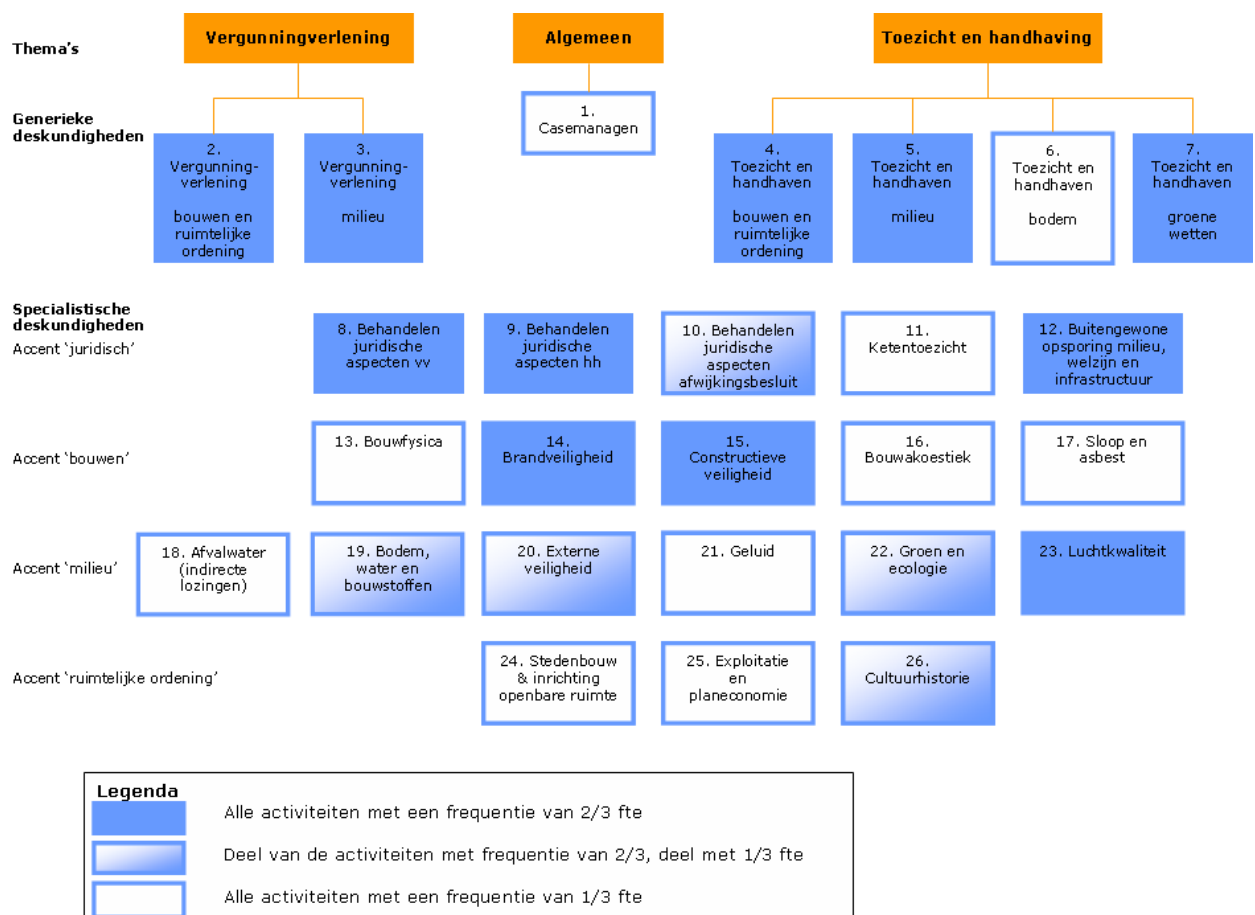 Thema's
Vergunningverlening
Algemeen
Toezicht en handhaving
Generieke
deskundigheden
1.
Casemanagen
2.
Vergunning-
verlening
bouwen en
ruimtelijke
ordening
3.
Vergunning-
verlening
milieu
4.
Toezicht en
handhaven
bouwen en
ruimtelijke
ordening
5.
Toezicht en
handhaven
milieu
6.
Toezicht en
handhaven
bodem
7.
Toezicht en
handhaven
groene
wetten
Specialistische
deskundigheden
Accent 'juridisch'
8. Behandelen
juridische
aspecten vv
9. Behandelen
juridische
aspecten hh
10. Behandelen
juridische
aspecten
afwijkingsbesluit
11.
Ketentoezicht
12. Buitengewone
opsporing milieu,
welzijn en
infrastructuur
Accent 'bouwen'
13. Bouwfysica
14.
Brandveiligheid
15.
Constructieve
veiligheid
16.
Bouwakoestiek
17. Sloop en
asbest
Accent 'milieu'
18. Afvalwater
(indirecte
lozingen)
19. Bodem,
water en
bouwstoffen
20. Externe
veiligheid
21. Geluid
22. Groen en
ecologie
23. Luchtkwaliteit
Accent 'ruimtelijke ordening'
24. Stedenbouw
& inrichting
openbare ruimte
25. Exploitatie
en
planeconomie
26.
Cultuurhistorie
Legenda
Alle activiteiten met een frequentie van 2/3 fte
Deel van de activiteiten met frequentie van 2/3, deel met 1/3 fte
Alle activiteiten met een frequentie van 1/3 fte